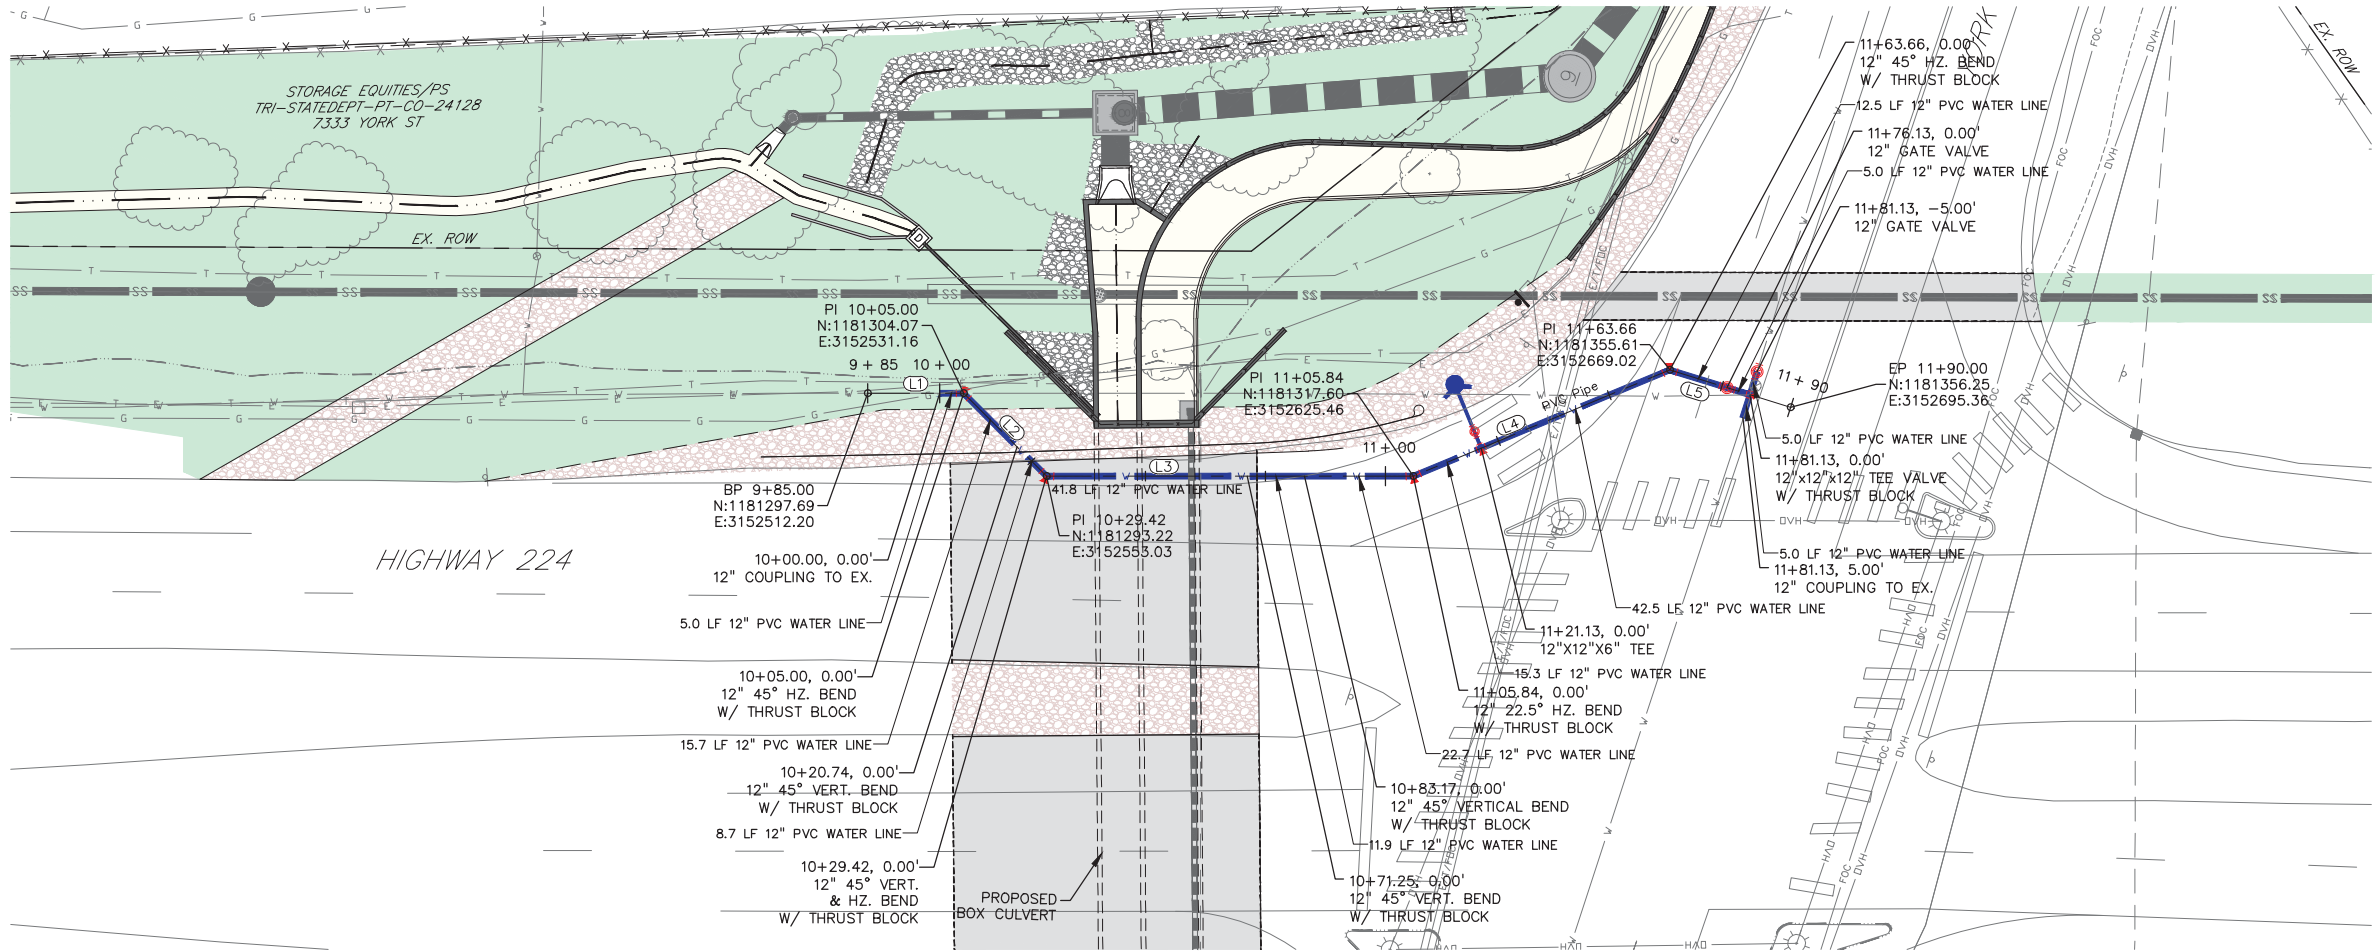 STORAGE EQUITIES/PS
TRI-STATEDEPT-PT-CO-24128
7333 YORK ST
EX. ROW
EX. ROW
HIGHWAY 224
PI 10+05.00
N:1181304.07
E:3152531.16
9 + 85
10 + 00
L1
L2
L3
L4
L5
BP 9+85.00
N:1181297.69
E:3152512.20
10+00.00, 0.00'
12" COUPLING TO EX.
5.0 LF 12" PVC WATER LINE
10+05.00, 0.00'
12" 45° HZ. BEND
W/ THRUST BLOCK
15.7 LF 12" PVC WATER LINE
10+20.74, 0.00'
12" 45° VERT. BEND
W/ THRUST BLOCK
8.7 LF 12" PVC WATER LINE
10+29.42, 0.00'
12" 45° VERT.
& HZ. BEND
W/ THRUST BLOCK
PROPOSED
BOX CULVERT
41.8 LF 12" PVC WATER LINE
PI 10+29.42
N:1181293.22
E:3152553.03
PI 11+05.84
N:1181317.60
E:3152625.46
11 + 00
PVC Pipe
PI 11+63.66
N:1181355.61
E:3152669.02
11+63.66, 0.00'
12" 45° HZ. BEND
W/ THRUST BLOCK
12.5 LF 12" PVC WATER LINE
11+76.13, 0.00'
12" GATE VALVE
5.0 LF 12" PVC WATER LINE
11+81.13, -5.00'
12" GATE VALVE
11+ 90
EP 11+90.00
N:1181356.25
E:3152695.36
5.0 LF 12" PVC WATER LINE
11+81.13, 0.00'
12"x12"x12" TEE VALVE
W/ THRUST BLOCK
5.0 LF 12" PVC WATER LINE
11+81.13, 5.00'
12" COUPLING TO EX.
42.5 LF 12" PVC WATER LINE
11+21.13, 0.00'
12"X12"X6" TEE
15.3 LF 12" PVC WATER LINE
11+05.84, 0.00'
12" 22.5° HZ. BEND
W/ THRUST BLOCK
22.7 LF 12" PVC WATER LINE
10+83.17, 0.00'
12" 45° VERTICAL BEND
W/ THRUST BLOCK
11.9 LF 12" PVC WATER LINE
10+71.25, 0.00'
12" 45° VERT. BEND
W/ THRUST BLOCK